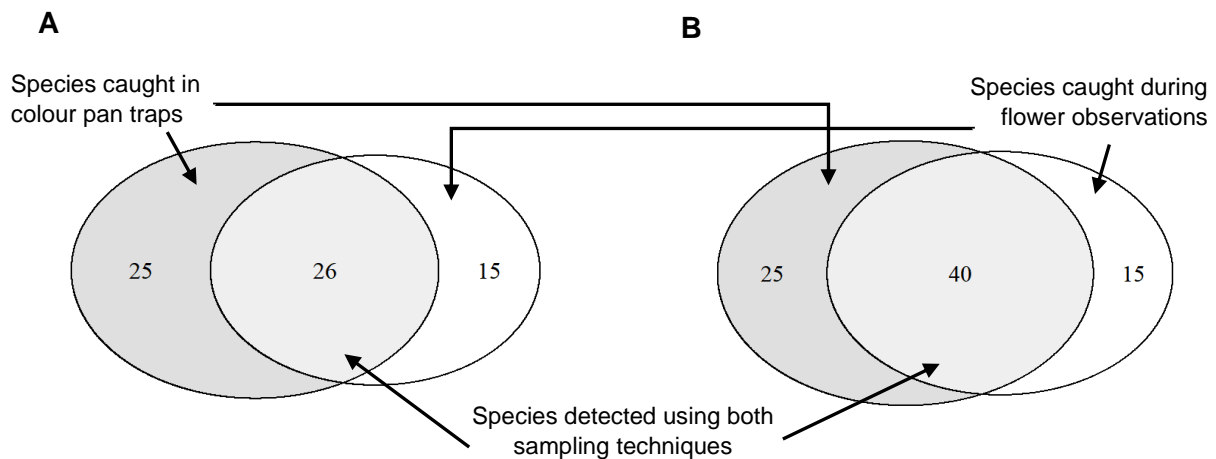 A
B
Species caught in
colour pan traps
Species caught during
flower observations
25
26
15
25
40
15
Species detected using both
sampling techniques